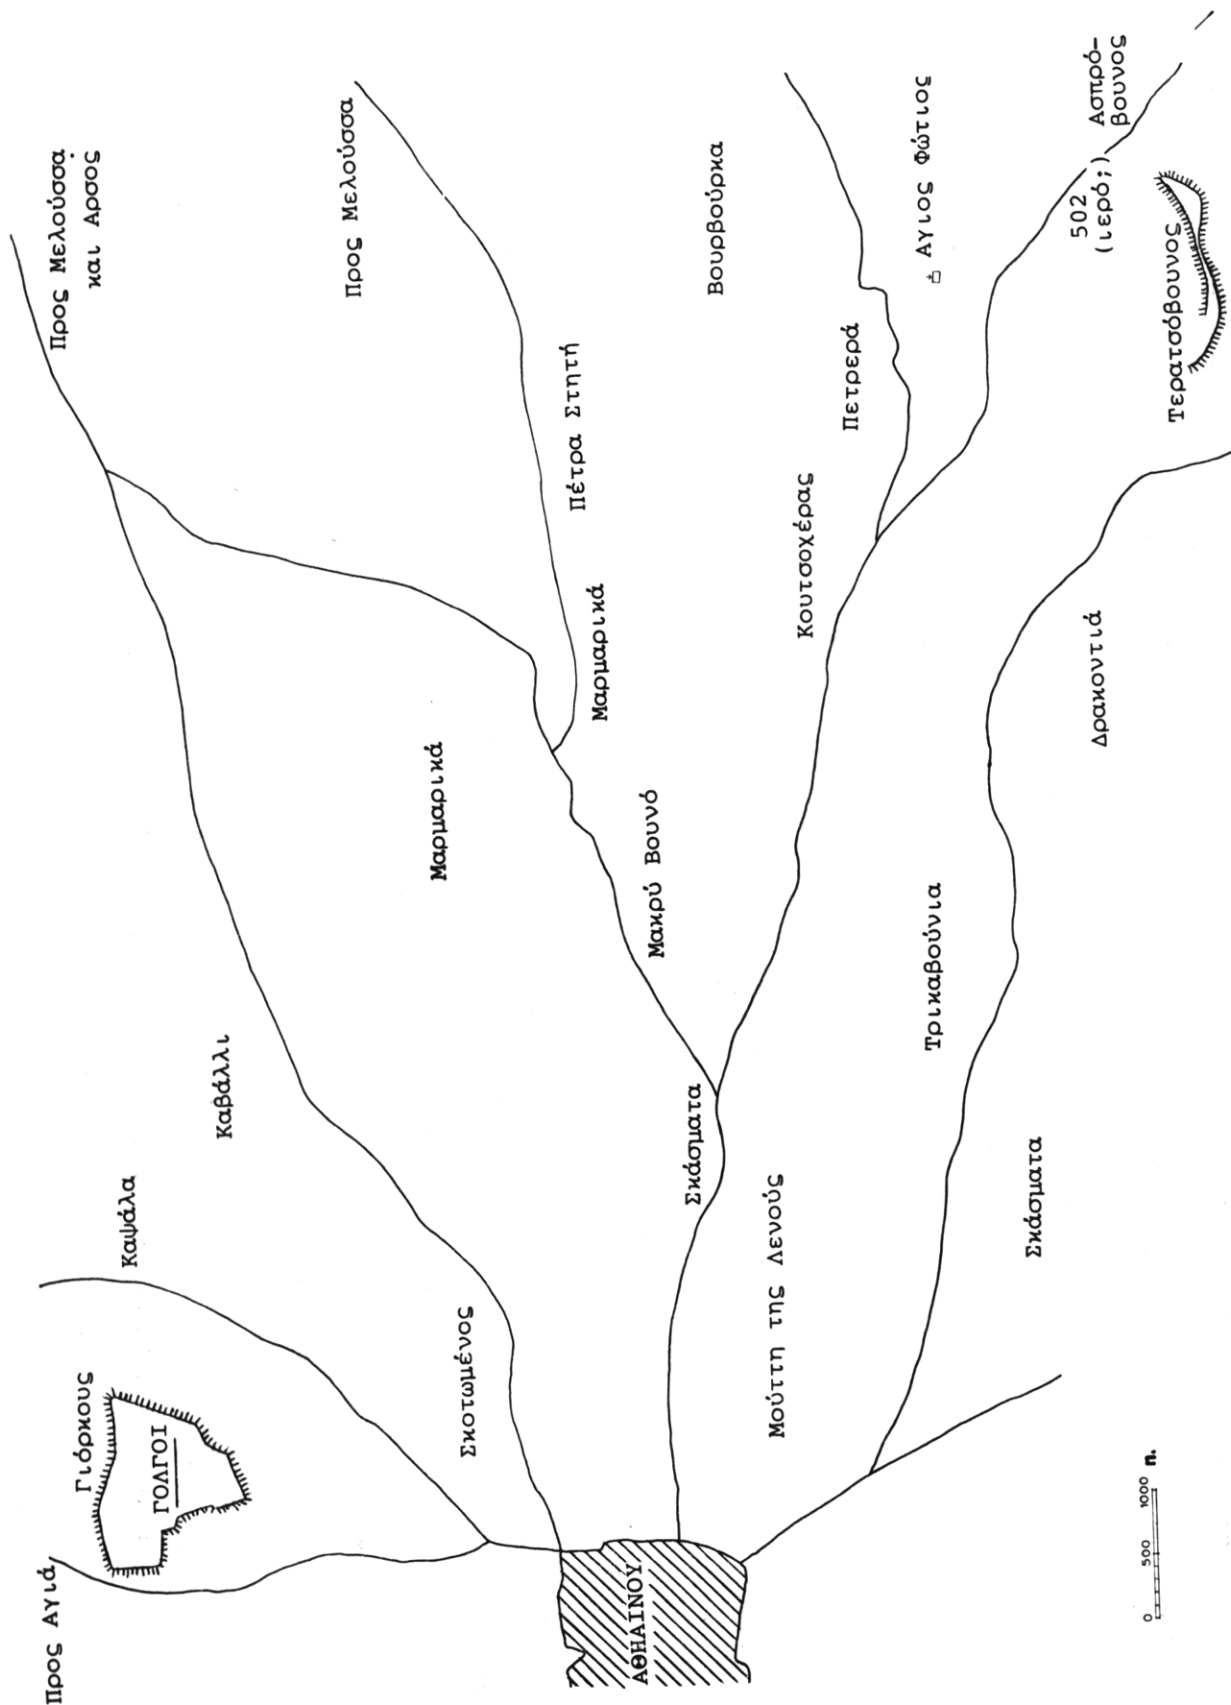 Προς Αγιά
Γιόρκους
ΓΟΛΓΟΙ
Καψάλα
Καβάλλι
Προς Μελούσσα
και Αρσος
Σκοτωμένος
Μαρμαρικά
Προς Μελούσσα
Πέτρα Στητή
Μαρμαρικά
Μακρύ Βουνό
ΑΘΗΑΙΝΟΥ
Σκάσματα
Βουρβούρκα
Κουτσοχέρας
Πετρερά
Μούττη της Λενούς
Αγιος Φώτιος
Τρικαβούνια
Σκάσματα
Δρακοντιά
502
(ιερό;)
Ασπρό-
βουνος
Τερατσόβουνος
0 500 1000 π.